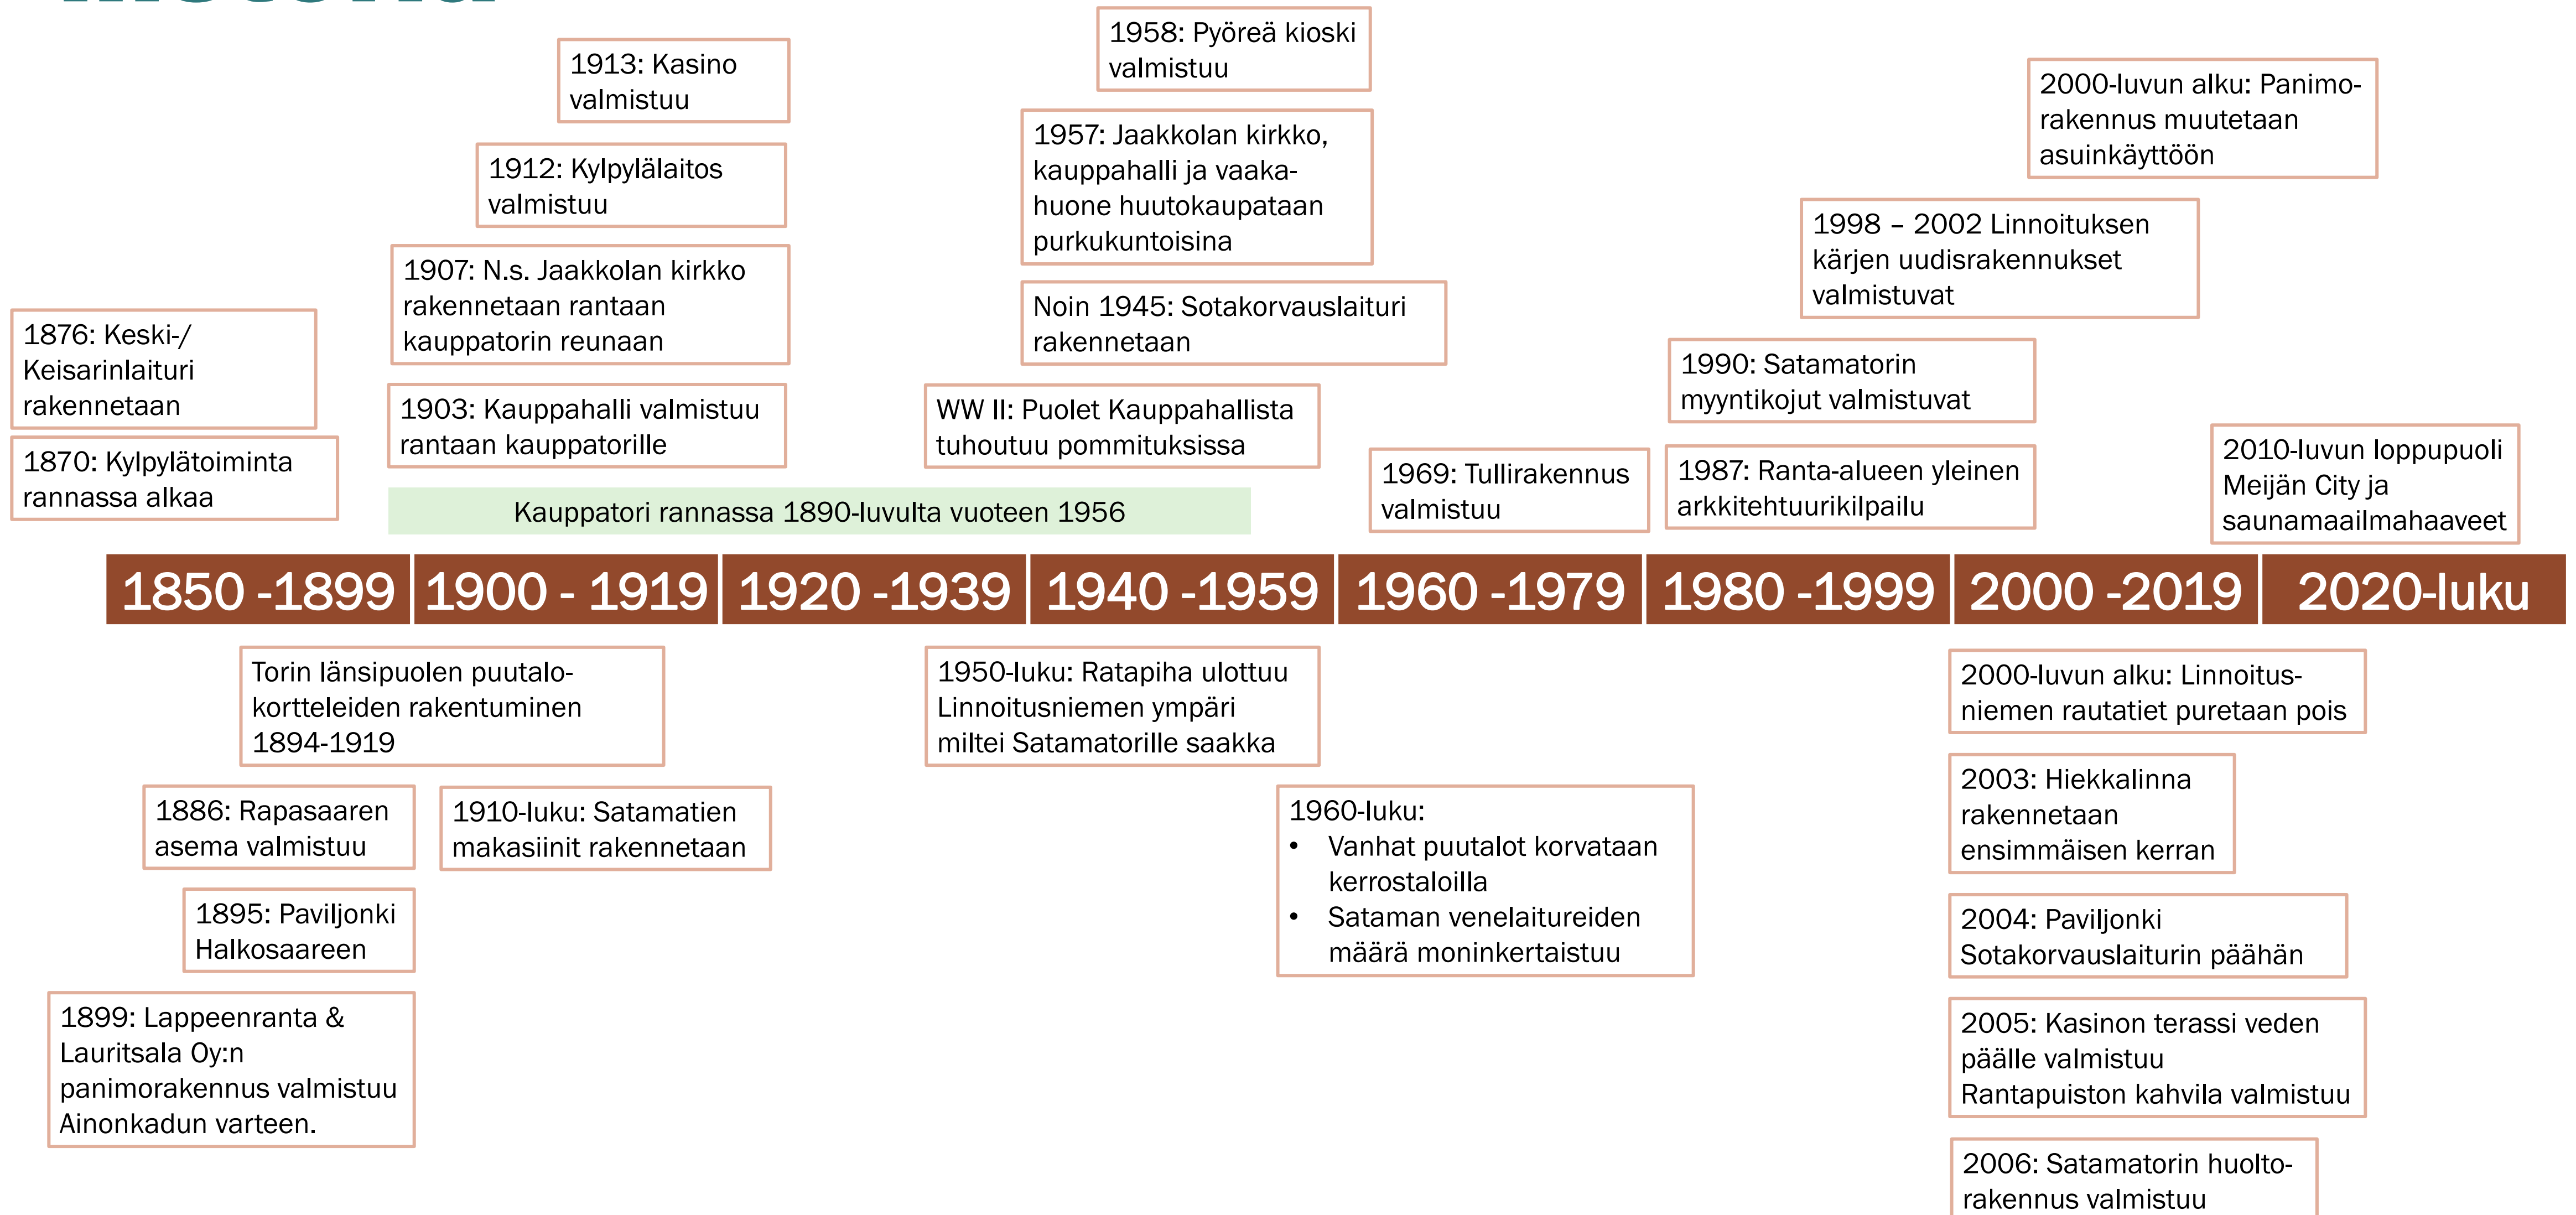 1876: Keski-/
Keisarinlaituri
rakennetaan
1870: Kylpylätoiminta
rannassa alkaa
1913: Kasino
valmistuu
1912: Kylpylälaitos
valmistuu
1907: N.s. Jaakkolan kirkko
rakennetaan rantaan
kauppatorin reunaan
1903: Kauppahalli valmistuu
rantaan kauppatorille
Kauppatori rannassa 1890-luvulta vuoteen 1956
1958: Pyöreä kioski
valmistuu
1957: Jaakkolan kirkko,
kauppahalli ja vaaka-
huone huutokaupataan
purkukuntoisina
Noin 1945: Sotakorvauslaituri
rakennetaan
WW II: Puolet Kauppahallista
tuhoutuu pommituksissa
1969: Tullirakennus
valmistuu
2000-luvun alku: Panimo-
rakennus muutetaan
asuinkäyttöön
1998 – 2002 Linnoituksen
kärjen uudisrakennukset
valmistuvat
1990: Satamatorin
myyntikojut valmistuvat
1987: Ranta-alueen yleinen
arkkitehtuurikilpailu
2010-luvun loppupuoli
Meijän City ja
saunamaailmahaaveet
1850 -1899
1900 - 1919
1920 -1939
1940 -1959
1960 -1979
1980 -1999
2000 -2019
2020-luku
Torin länsipuolen puutalo-
kortteleiden rakentuminen
1894-1919
1886: Rapasaaren
asema valmistuu
1910-luku: Satamatien
makasiinit rakennetaan
1895: Paviljonki
Halkosaareen
1899: Lappeenranta &
Lauritsala Oy:n
panimorakennus valmistuu
Ainonkadun varteen.
1950-luku: Ratapiha ulottuu
Linnoitusniemen ympäri
miltei Satamatorille saakka
1960-luku:
• Vanhat puutalot korvataan
kerrostaloilla
• Sataman venelaitureiden
määrä moninkertaistuu
2000-luvun alku: Linnoitus-
niemen rautatiet puretaan pois
2003: Hiekkalinna
rakennetaan
ensimmäisen kerran
2004: Paviljonki
Sotakorvauslaiturin päähän
2005: Kasinon terassi veden
päälle valmistuu
Rantapuiston kahvila valmistuu
2006: Satamatorin huolto-
rakennus valmistuu